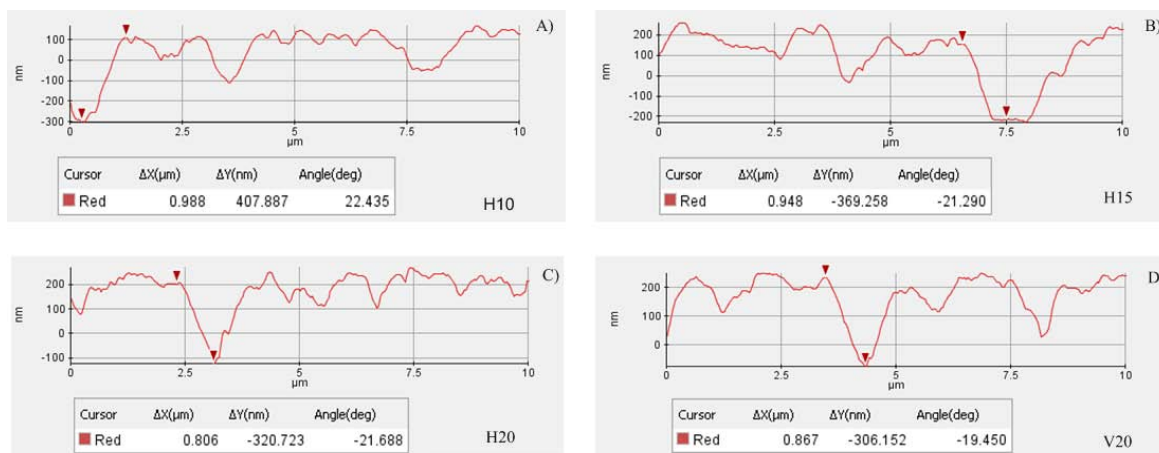 A)
100
0
-100
-200
-300
nm
0 2.5 5 7.5 10
µm
Cursor ΔX(µm) ΔY(nm) Angle(deg)
Red 0.988 407.887 22.435
H10
B)
200
100
0
-100
-200
nm
0 2.5 5 7.5 10
µm
Cursor ΔX(µm) ΔY(nm) Angle(deg)
Red 0.948 -369.258 -21.290
H15
C)
200
100
0
-100
nm
0 2.5 5 7.5 10
µm
Cursor ΔX(µm) ΔY(nm) Angle(deg)
Red 0.806 -320.723 -21.688
H20
D
200
100
0
nm
0 2.5 5 7.5 10
µm
Cursor ΔX(µm) ΔY(nm) Angle(deg)
Red 0.867 -306.152 -19.450
V20